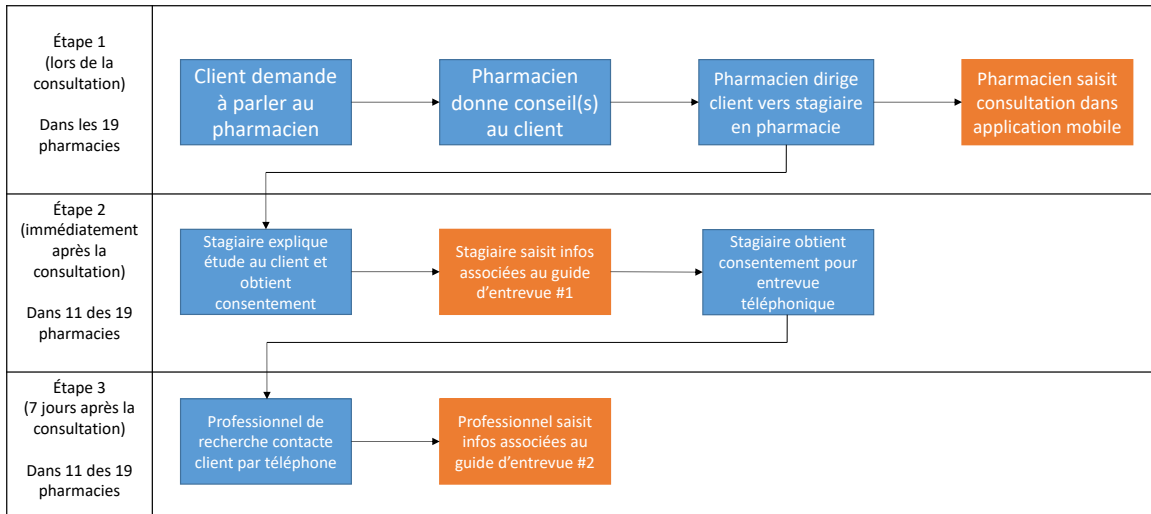 Étape 1
(lors de la
consultation)
Dans les 19
pharmacies
Client demande
à parler au
pharmacien
Pharmacien
donne conseil(s)
au client
Pharmacien dirige
client vers stagiaire
en pharmacie
Pharmacien saisit
consultation dans
application mobile
Étape 2
(immédiatement
après la
consultation)
Dans 11 des 19
pharmacies
Stagiaire explique
étude au client et
obtient
consentement
Stagiaire saisit infos
associées au guide
d'entrevue #1
Stagiaire obtient
consentement pour
entrevue
téléphonique
Étape 3
(7 jours après la
consultation)
Dans 11 des 19
pharmacies
Professionnel de
recherche contacte
client par téléphone
Professionnel saisit
infos associées au
guide d'entrevue #2